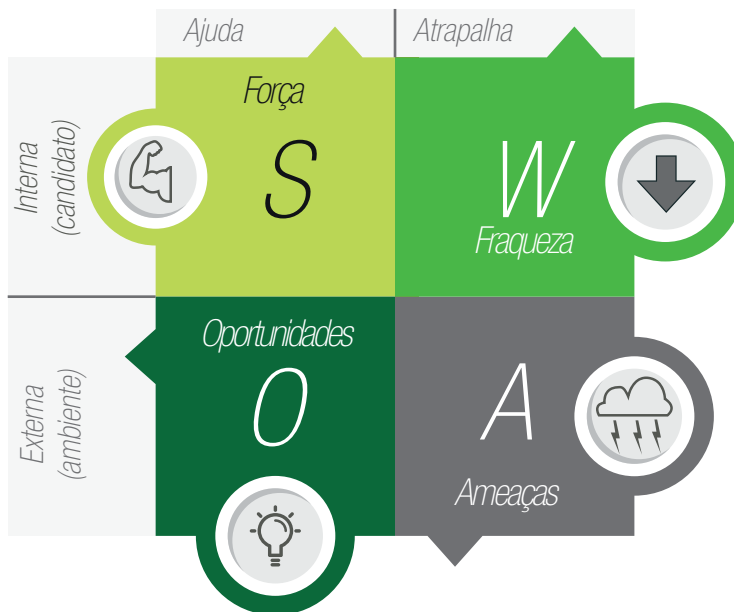 Ajuda
Atrapalha
Interna
(candidato)
Força
S
W
Fraqueza
Externa
(ambiente)
Oportunidades
O
A
Ameaças